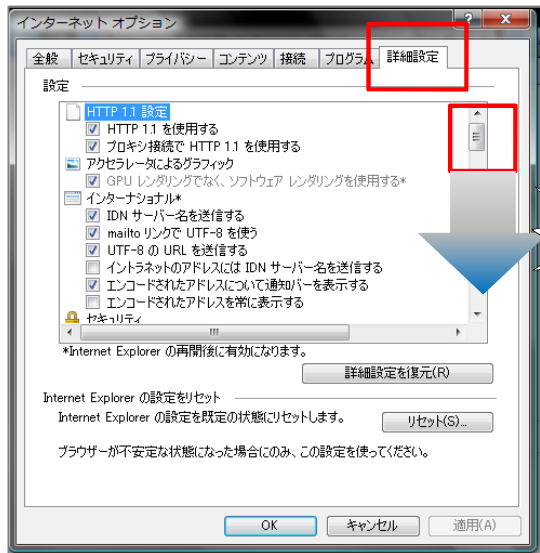 インターネット オプション
全般 セキュリティ プライバシー コンテンツ 接続 プログラム 詳細設定
設定
HTTP 1.1 設定
HTTP 1.1 を使用する
プロキシ接続で HTTP 1.1 を使用する
アクセラレータによるグラフィック
GPU レンダリングでなく、ソフトウェア レンダリングを使用する*
インターナショナル*
IDN サーバー名を送信する
mailto リンクで UTF-8 を使う
UTF-8 の URL を送信する
イントラネットのアドレスには IDN サーバー名を送信する
エンコードされたアドレスについて通知バーを表示する
エンコードされたアドレスを常に表示する
セキュリティ
*Internet Explorer の再開後に有効になります。
詳細設定を復元(R)
Internet Explorer の設定をリセット
Internet Explorer の設定を既定の状態にリセットします。
リセット(S)...
ブラウザーが不安定な状態になった場合にのみ、この設定を使ってください。
OK キャンセル 適用(A)